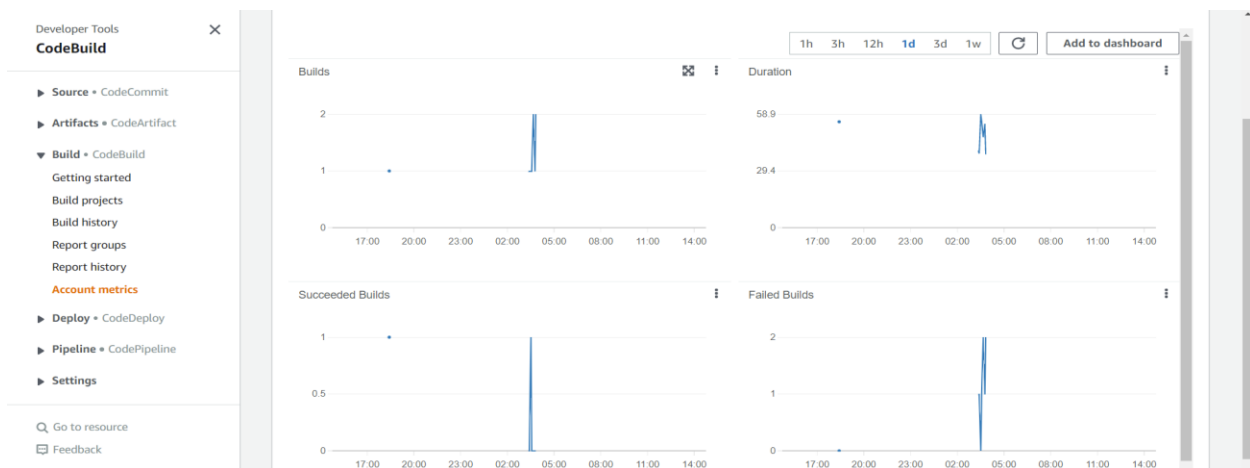 Developer Tools
CodeBuild
Source • CodeCommit
Artifacts • CodeArtifact
Build • CodeBuild
Getting started
Build projects
Build history
Report groups
Report history
Account metrics
Deploy • CodeDeploy
Pipeline • CodePipeline
Settings
Go to resource
Feedback
1h 3h 12h 1d 3d 1w Add to dashboard
Builds
2
1
0
17:00 20:00 23:00 02:00 05:00 08:00 11:00 14:00
Duration
58.9
29.4
0
17:00 20:00 23:00 02:00 05:00 08:00 11:00 14:00
Succeeded Builds
1
0.5
0
17:00 20:00 23:00 02:00 05:00 08:00 11:00 14:00
Failed Builds
2
1
0
17:00 20:00 23:00 02:00 05:00 08:00 11:00 14:00